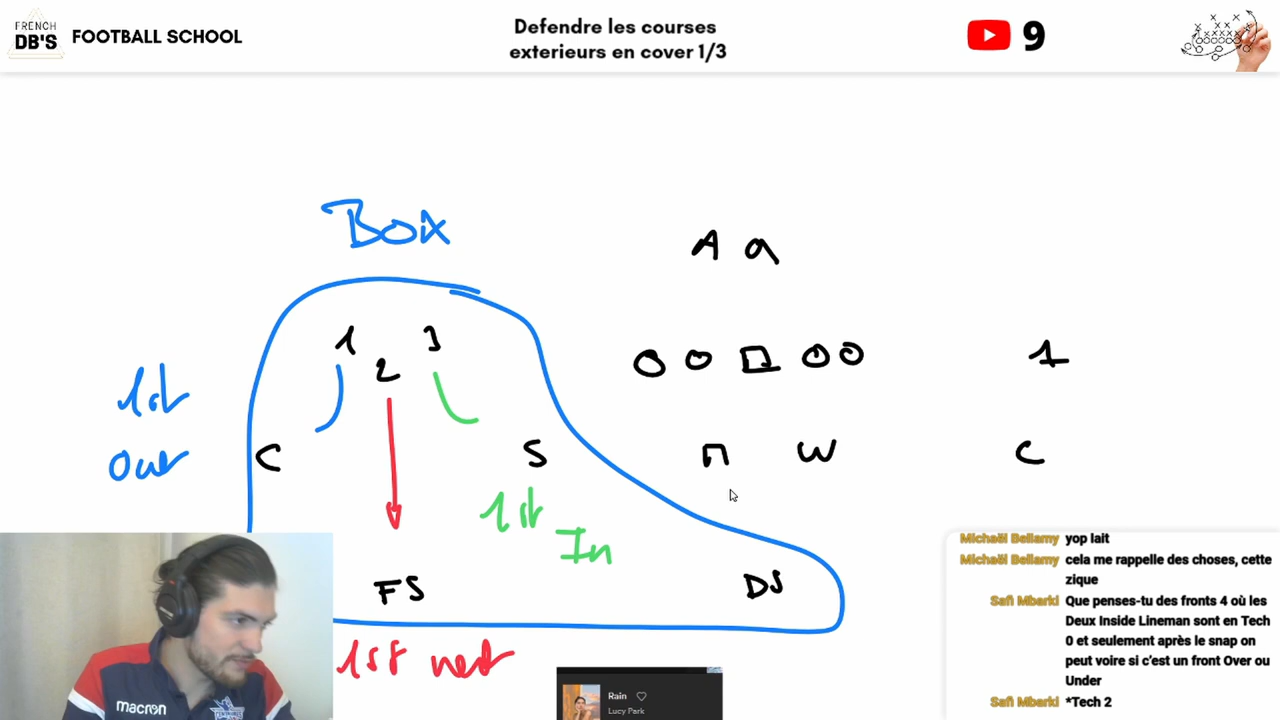 FRENCH
DB'S
FOOTBALL SCHOOL
Defendre les courses
exterieurs en cover 1/3
9
Box
A Q
1 3
2
1
1st
Out
C
S
M W
C
1st
In
FS
DS
1st
macron
Michaël Bellamy yop lait
Michaël Bellamy cela me rappelle des choses, cette
zique
Safi Mbarki Que penses-tu des fronts 4 où les
Deux Inside Lineman sont en Tech
0 et seulement après le snap on
peut voire si c'est un front Over ou
Under
Safi Mbarki *Tech 2
Rain
Lucy Park